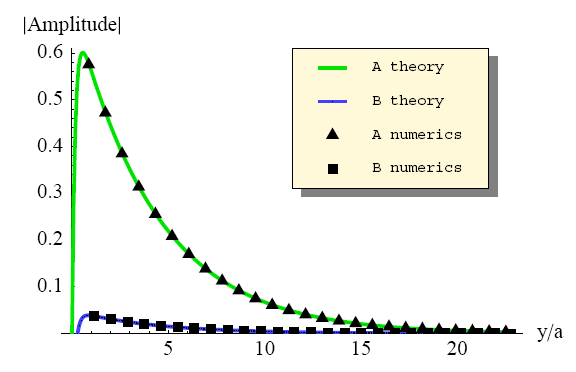 |Amplitude|
0.6
0.5
0.4
0.3
0.2
0.1
5 10 15 20
y/a
A theory
B theory
A numerics
B numerics